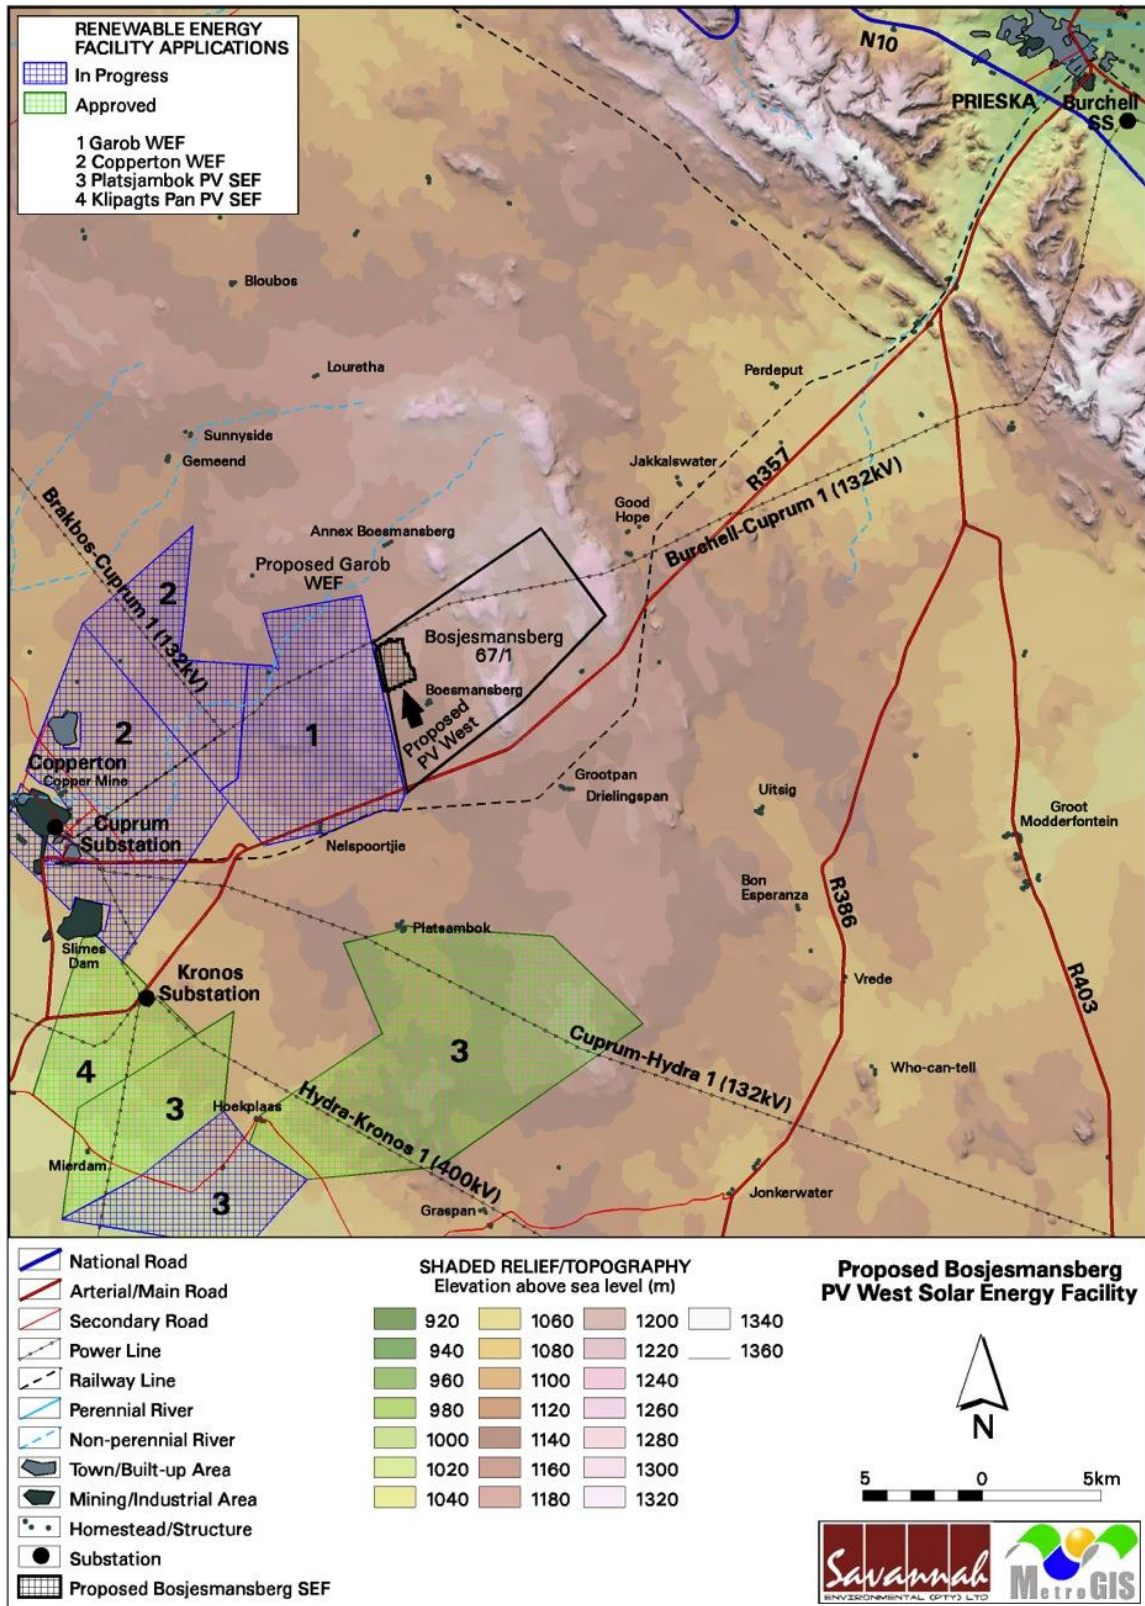 RENEWABLE ENERGY
FACILITY APPLICATIONS
In Progress
Approved
1 Garob WEF
2 Copperton WEF
3 Platsjambok PV SEF
4 Klipagts Pan PV SEF
N10
PRIESKA
Burchell
SS
Bloubos
Louretha
Perdeput
Sunnyside
Gemeend
Jakkalswater
R357
Good
Hope
Burchell-Cuprum 1 (132kV)
Brakbos-Cuprum 1 (132kV)
Annex Boesmansberg
Proposed Garob
WEF
2
Bosjesmansberg
67/1
Boesmansberg
Proposed
PV West
1
2
Copperton
Copper Mine
Cuprum
Substation
Grootpan
Drielingspan
Uitsig
Groot
Modderfontein
Nelspoortjie
Bon
Esperanza
R386
Platsambok
Slimes
Dam
Kronos
Substation
Vrede
R403
3
Cuprum-Hydra 1 (132kV)
Who-can-tell
4
3
Hoekplaas
Hydra-Kronos 1 (400kV)
Mierdam
3
Graspan
Jonkerwater
National Road
Arterial/Main Road
Secondary Road
Power Line
Railway Line
Perennial River
Non-perennial River
Town/Built-up Area
Mining/Industrial Area
Homestead/Structure
Substation
Proposed Bosjesmansberg SEF
SHADED RELIEF/TOPOGRAPHY
Elevation above sea level (m)
920 1060 1200 1340
940 1080 1220 1360
960 1100 1240
980 1120 1260
1000 1140 1280
1020 1160 1300
1040 1180 1320
Proposed Bosjesmansberg
PV West Solar Energy Facility
N
5 0 5km
Savannah
ENVIRONMENTAL (PTY) LTD
MetroGIS